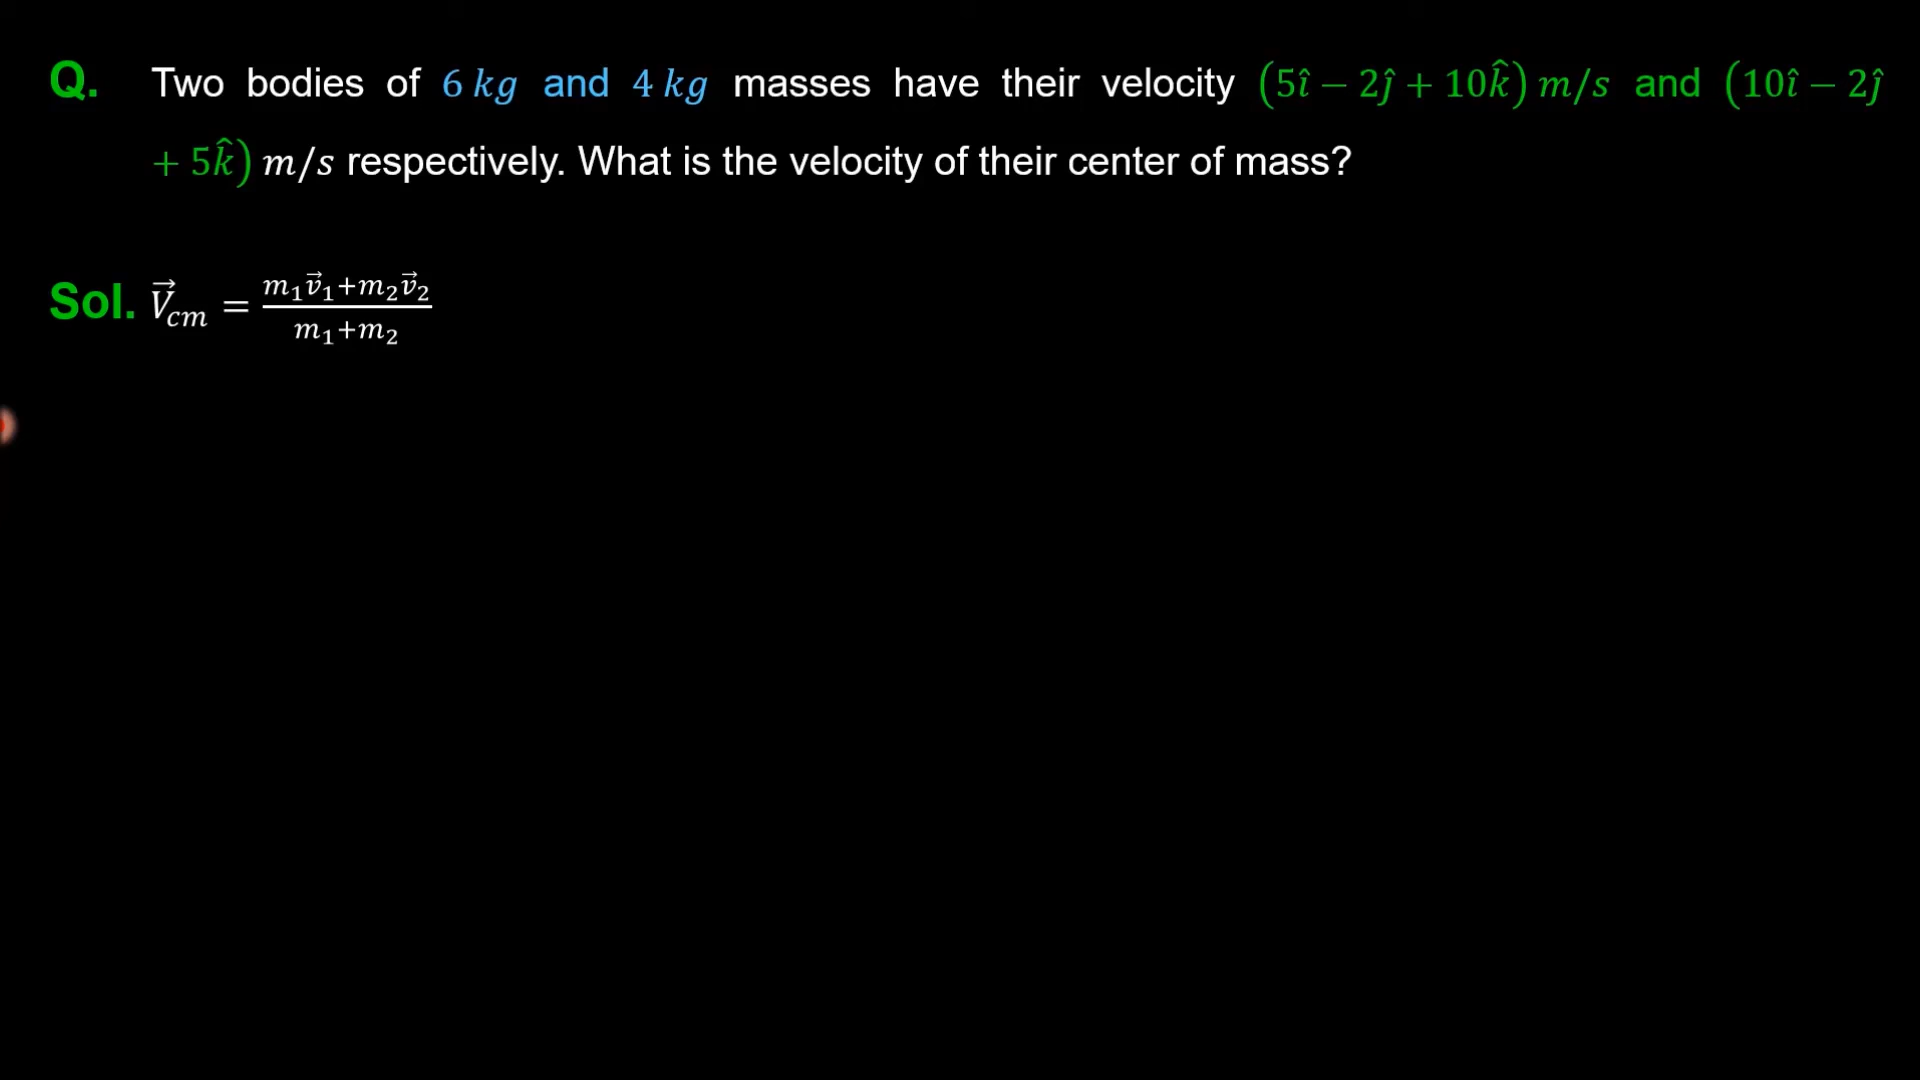 Q. Two bodies of 6 kg and 4 kg masses have their velocity (5î − 2ĵ + 10k̂) m/s and (10î − 2ĵ
+ 5k̂) m/s respectively. What is the velocity of their center of mass?
Sol. V⃗cm = (m₁v⃗₁+m₂v⃗₂)/(m₁+m₂)